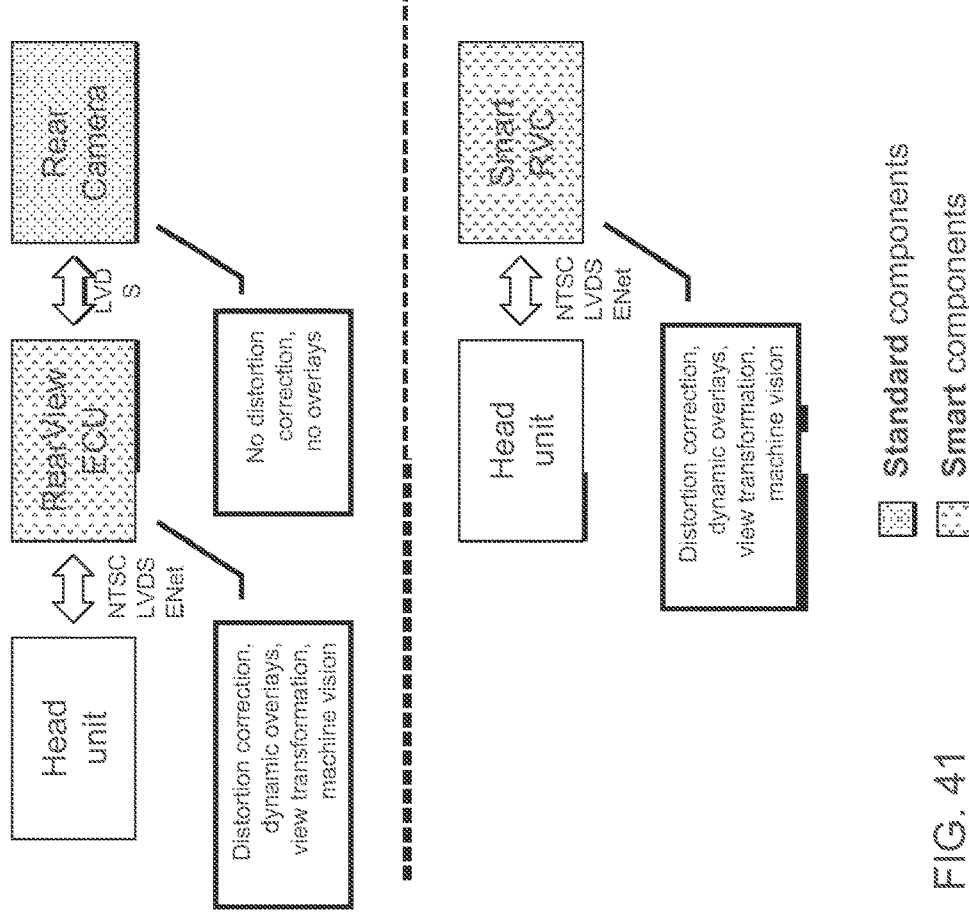 Head
unit
NTSC
LVDS
ENet
RearView
ECU
LVD
S
Rear
Camera
Distortion correction,
dynamic overlays,
view transformation,
machine vision
No distortion
correction,
no overlays
Head
unit
NTSC
LVDS
ENet
Smart
RVC
Distortion correction,
dynamic overlays,
view transformation.
machine vision
Standard components
Smart components
FIG. 41